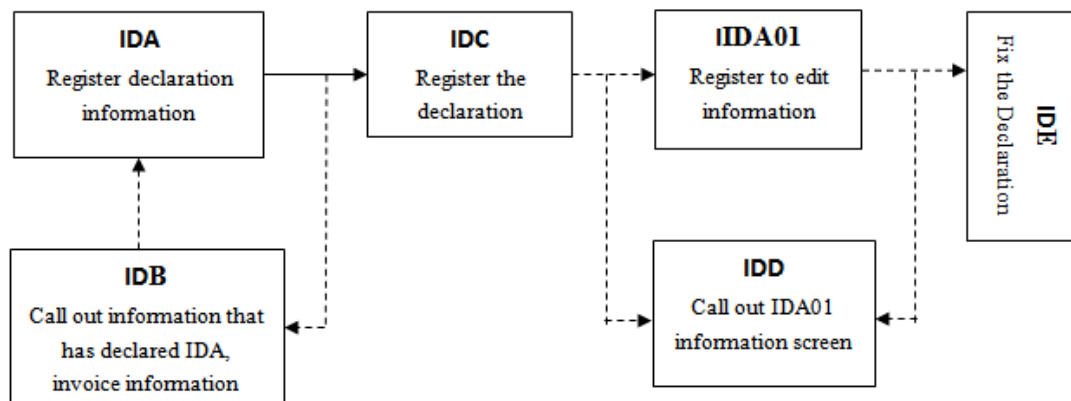 IDA
Register declaration
information
IDC
Register the
declaration
IIDA01
Register to edit
information
IDE
Fix the Declaration
IDB
Call out information that
has declared IDA,
invoice information
IDD
Call out IDA01
information screen